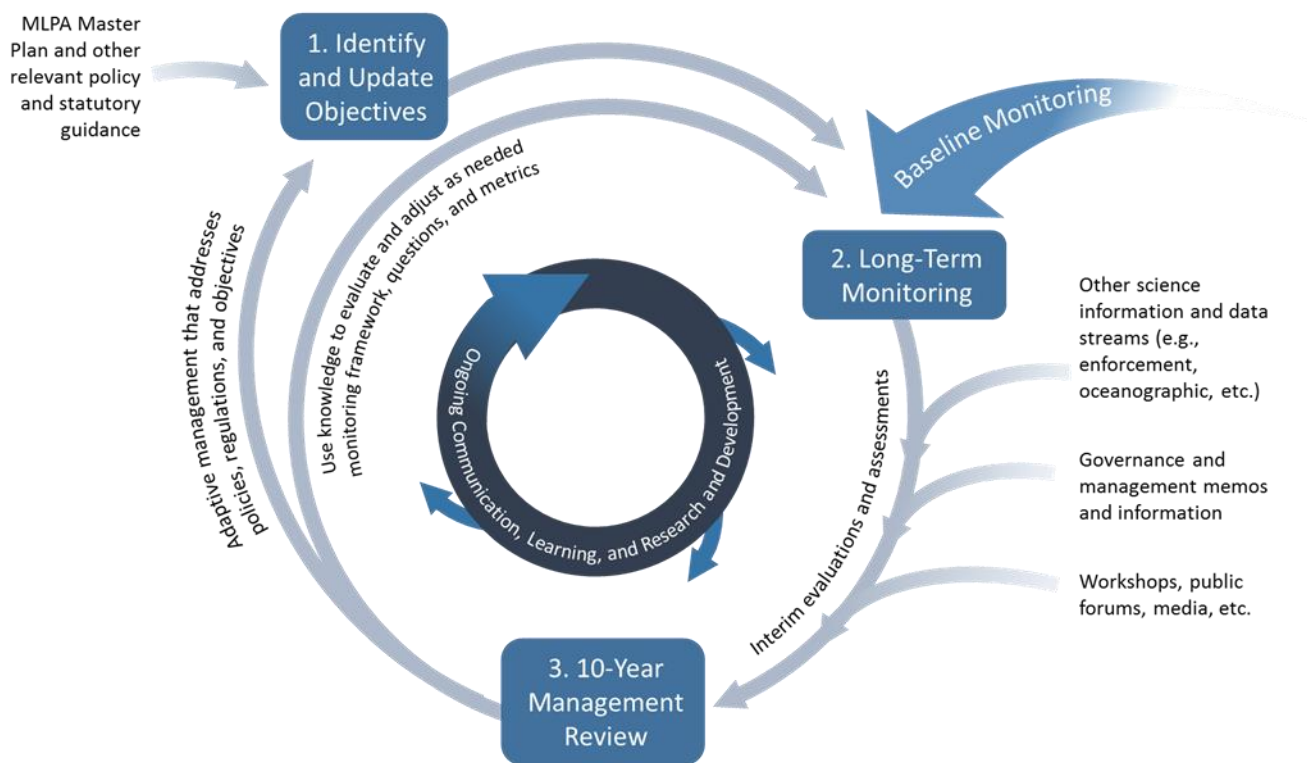 MLPA Master
Plan and other
relevant policy
and statutory
guidance
1. Identify
and Update
Objectives
Baseline Monitoring
2. Long-Term
Monitoring
Other science
information and data
streams (e.g.,
enforcement,
oceanographic, etc.)
Governance and
management memos
and information
Workshops, public
forums, media, etc.
Interim evaluations and assessments
3. 10-Year
Management
Review
Adaptive management that addresses
policies, regulations, and objectives
Use knowledge to evaluate and adjust as needed
monitoring framework, questions, and metrics
Ongoing Communication, Learning, and Research and Development